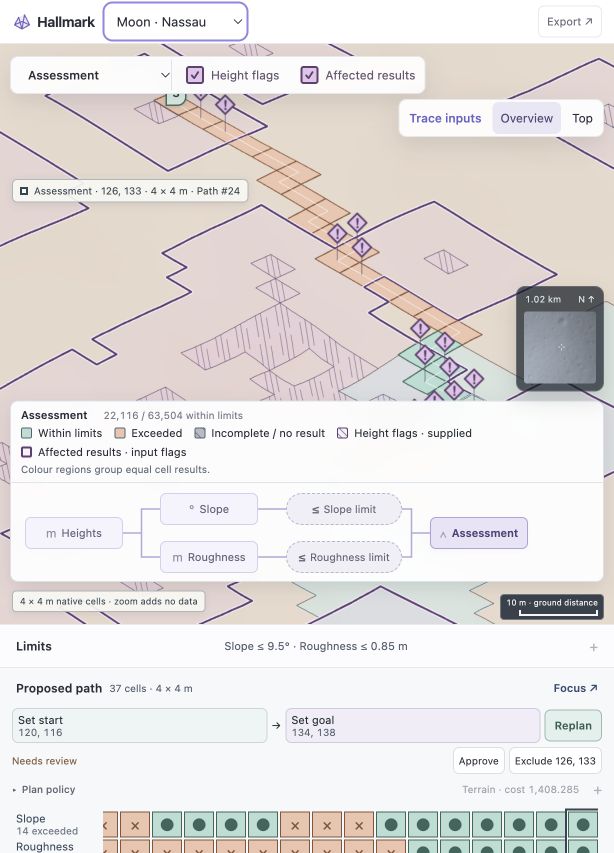 Hallmark
Moon · Nassau
Export ↗
Assessment
Height flags
Affected results
Trace inputs
Overview
Top
Assessment · 126, 133 · 4 × 4 m · Path #24
1.02 km N ↑
Assessment 22,116 / 63,504 within limits
Within limits
Exceeded
Incomplete / no result
Height flags · supplied
Affected results · input flags
Colour regions group equal cell results.
° Slope
≤ Slope limit
m Heights
∧ Assessment
m Roughness
≤ Roughness limit
4 × 4 m native cells · zoom adds no data
10 m · ground distance
Limits
Slope ≤ 9.5° · Roughness ≤ 0.85 m
+
Proposed path 37 cells · 4 × 4 m
Focus ↗
Set start
120, 116
→
Set goal
134, 138
Replan
Needs review
Approve
Exclude 126, 133
Plan policy
Terrain · cost 1,408.285 +
Slope
14 exceeded
Roughness